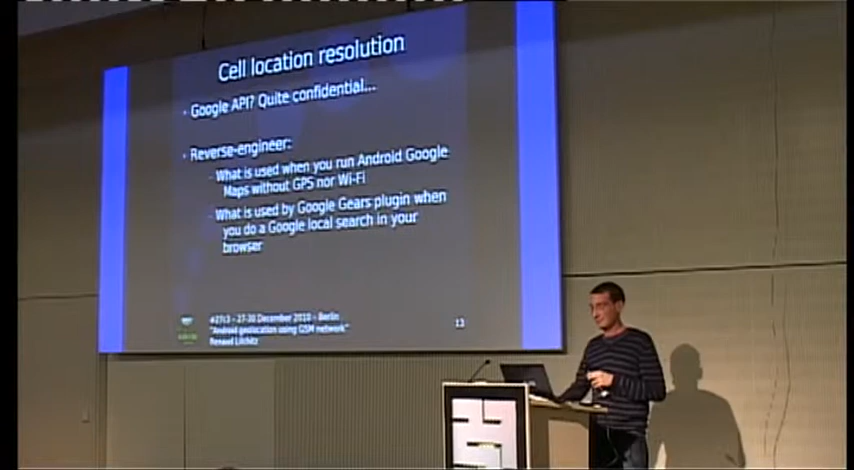 Cell location resolution
Google API? Quite confidential...
Reverse-engineer:
What is used when you run Android Google
Maps without GPS nor Wi-Fi
What is used by Google Gears plugin when
you do a Google local search in your
browser
#27c3 – 27-30 December 2010 – Berlin
"Android geolocation using GSM network"
Renaud Lifchitz
13